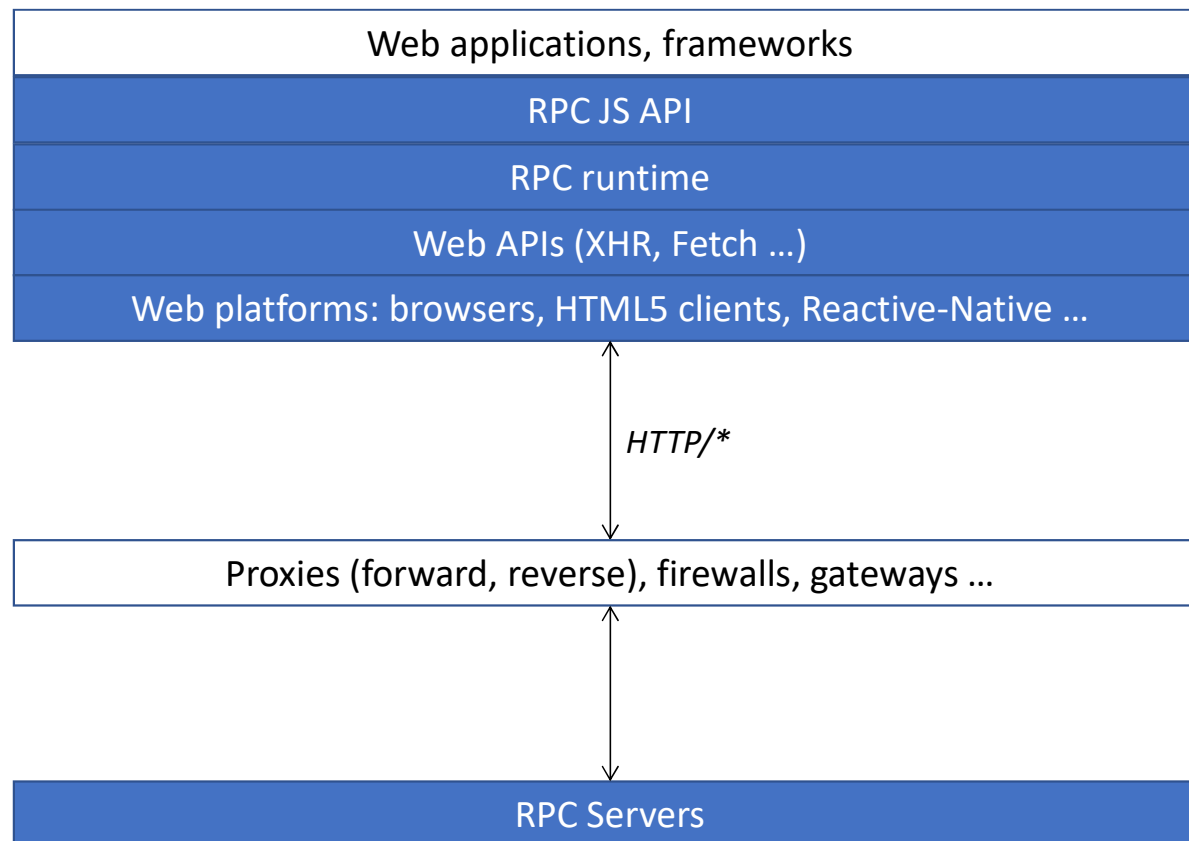 Web applications, frameworks
RPC JS API
RPC runtime
Web APIs (XHR, Fetch …)
Web platforms: browsers, HTML5 clients, Reactive-Native …
HTTP/*
Proxies (forward, reverse), firewalls, gateways …
RPC Servers